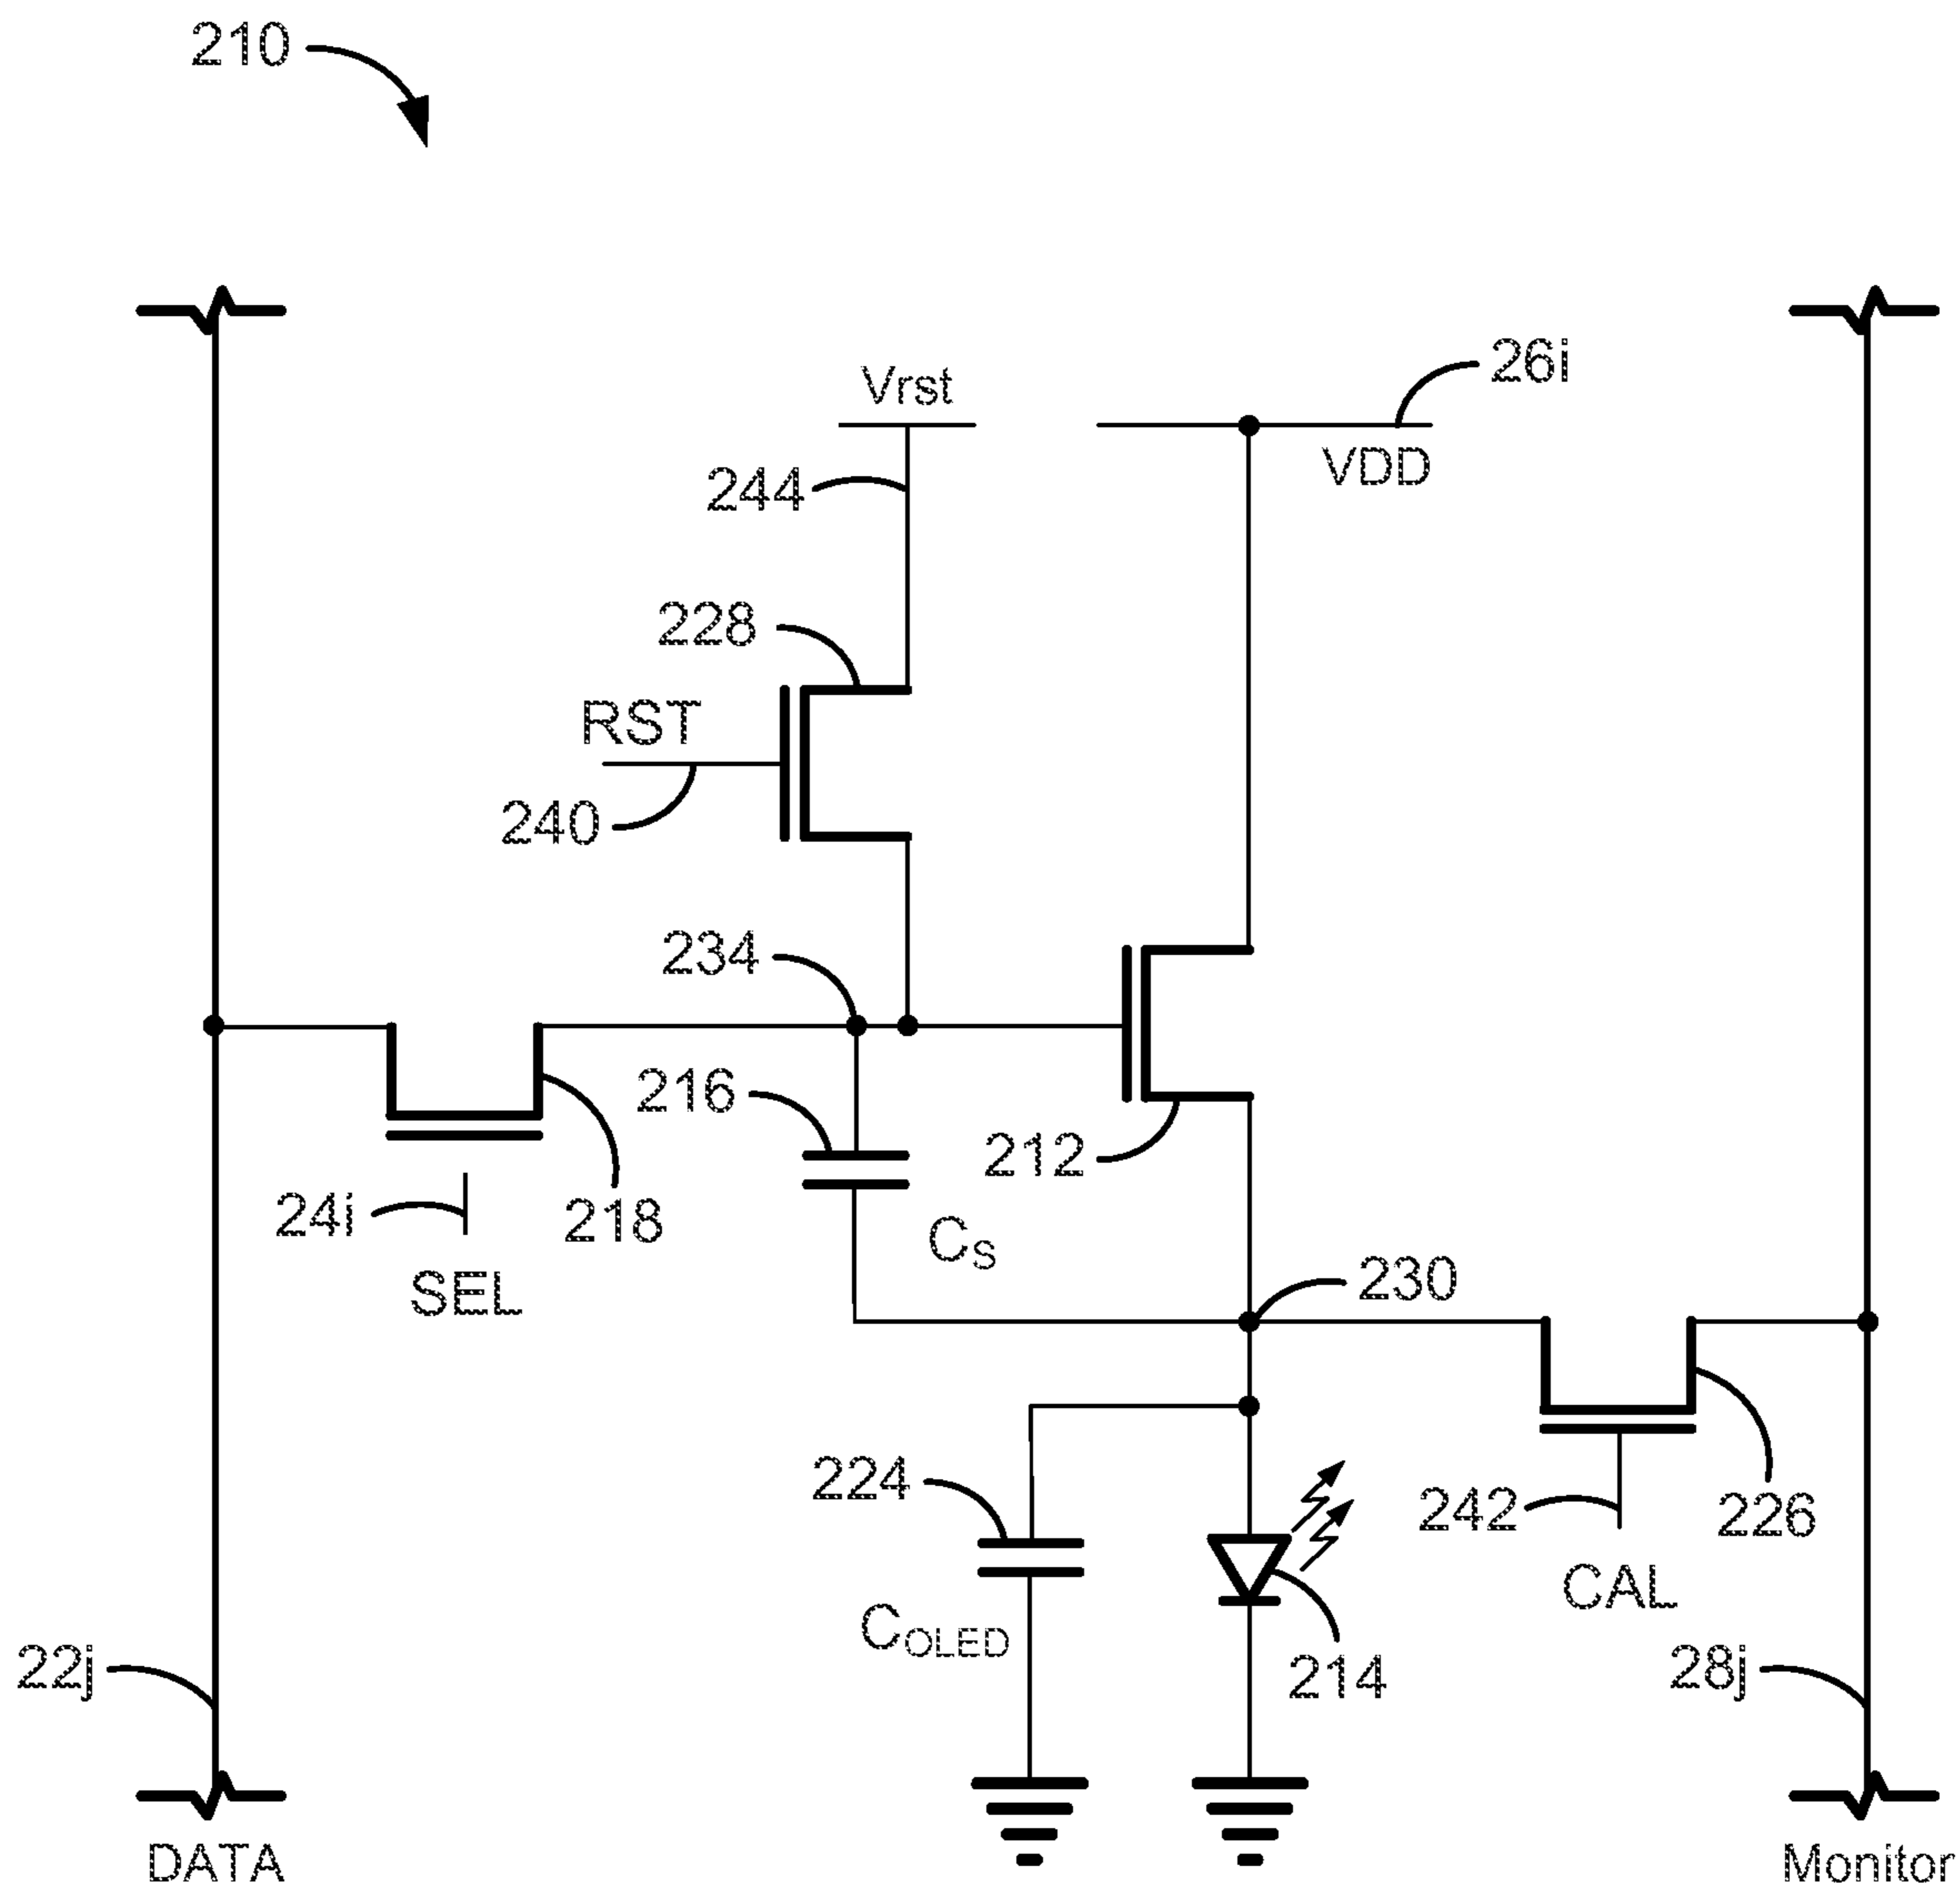 210
Vrst
26i
VDD
244
228
RST
240
234
216
212
24i
218
CS
SEL
230
224
242
226
COLED
CAL
22j
214
28j
DATA
Monitor